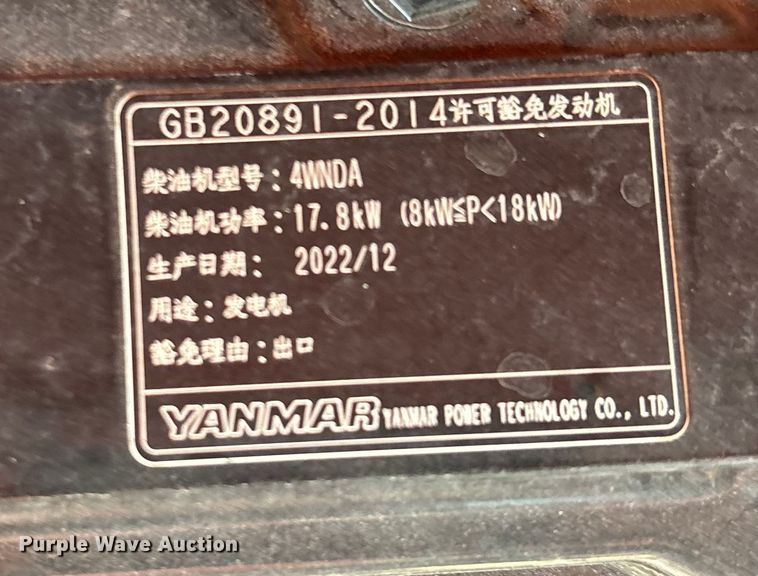 GB20891-2014许可豁免发动机
柴油机型号：4WNDA
柴油机功率：17.8kW (8kW≦P<18kW)
生产日期： 2022/12
用途：发电机
豁免理由：出口
YANMAR YANMAR POWER TECHNOLOGY CO., LTD.
Purple Wave Auction